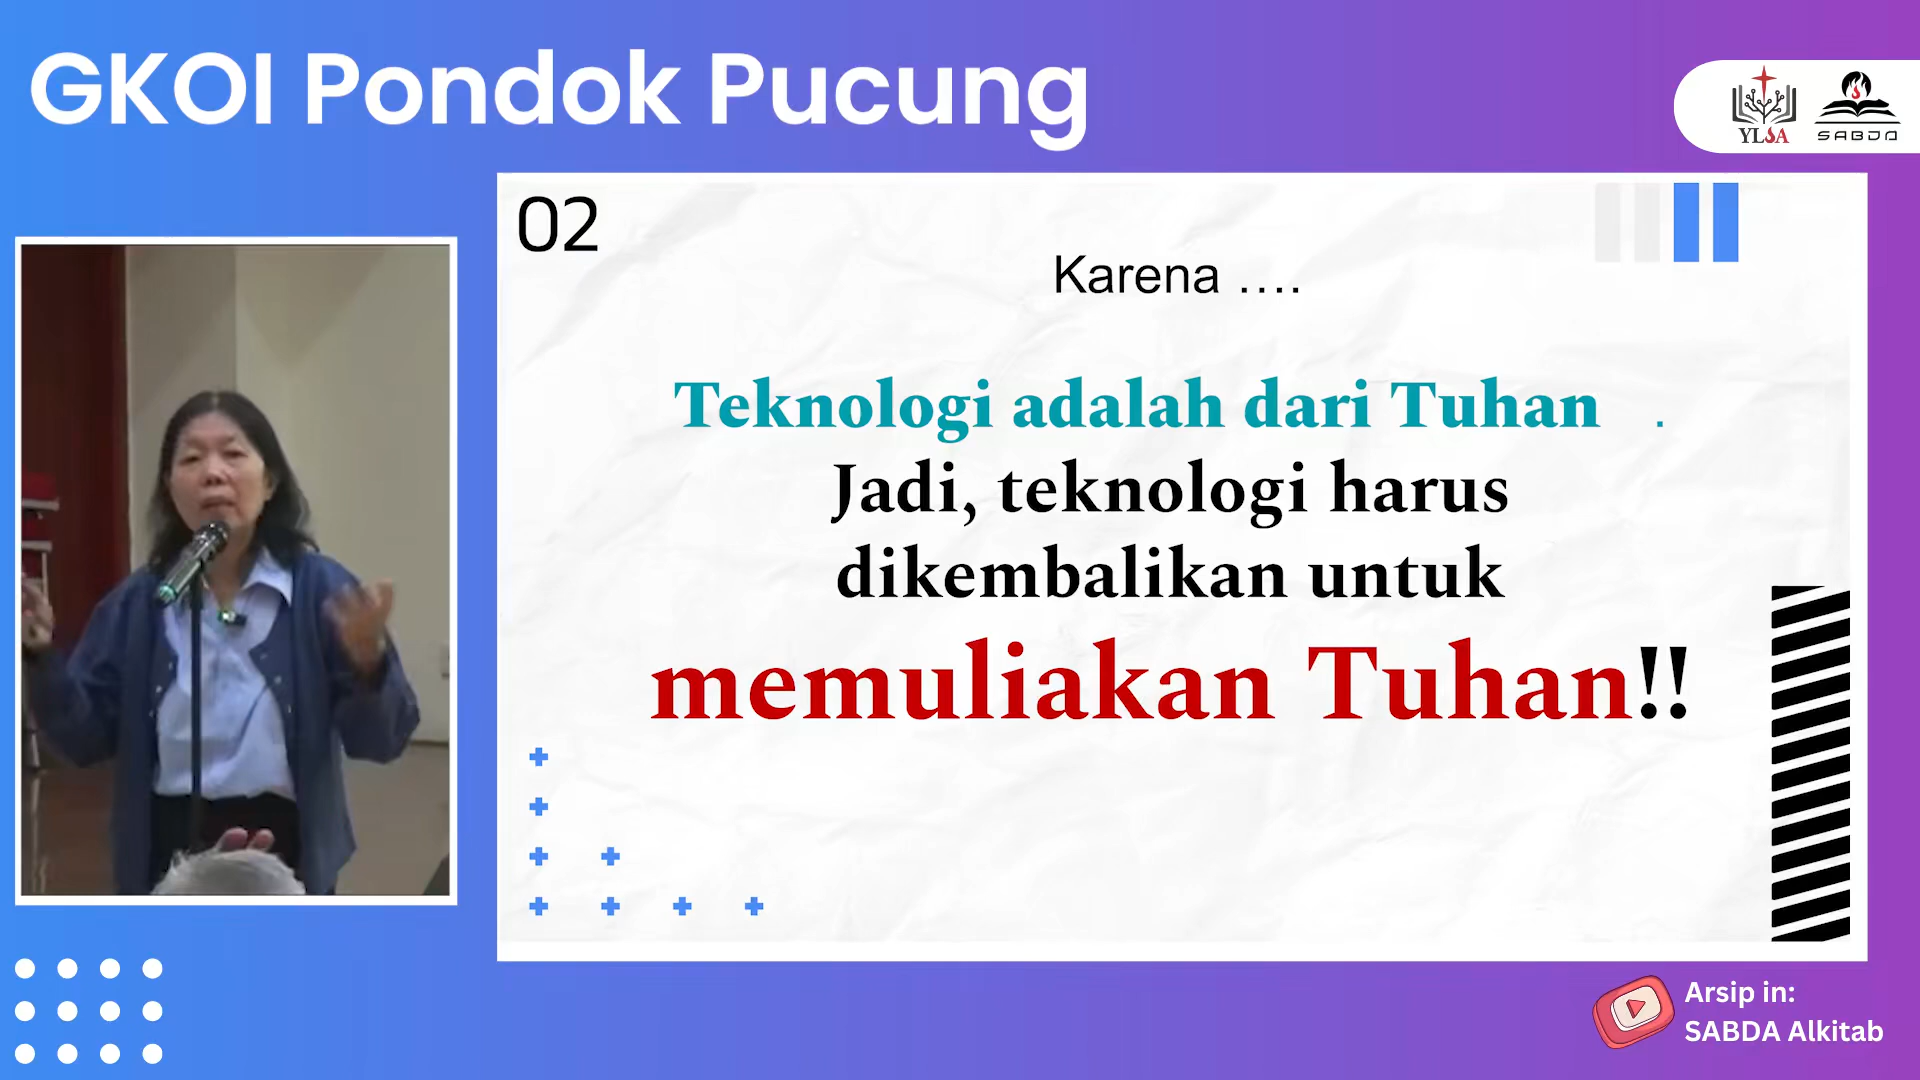 GKOI Pondok Pucung
YLSA
SABDA
02
Karena ....
Teknologi adalah dari Tuhan .
Jadi, teknologi harus
dikembalikan untuk
memuliakan Tuhan!!
Arsip in:
SABDA Alkitab